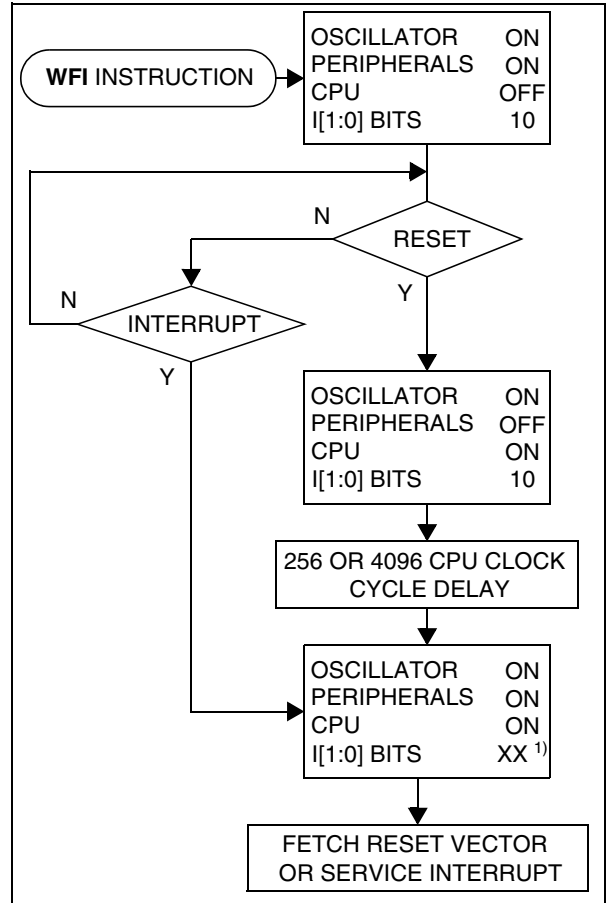 WFI INSTRUCTION
OSCILLATOR ON
PERIPHERALS ON
CPU OFF
I[1:0] BITS 10
N
RESET
Y
N
INTERRUPT
Y
OSCILLATOR ON
PERIPHERALS OFF
CPU ON
I[1:0] BITS 10
256 OR 4096 CPU CLOCK
CYCLE DELAY
OSCILLATOR ON
PERIPHERALS ON
CPU ON
I[1:0] BITS XX 1)
FETCH RESET VECTOR
OR SERVICE INTERRUPT